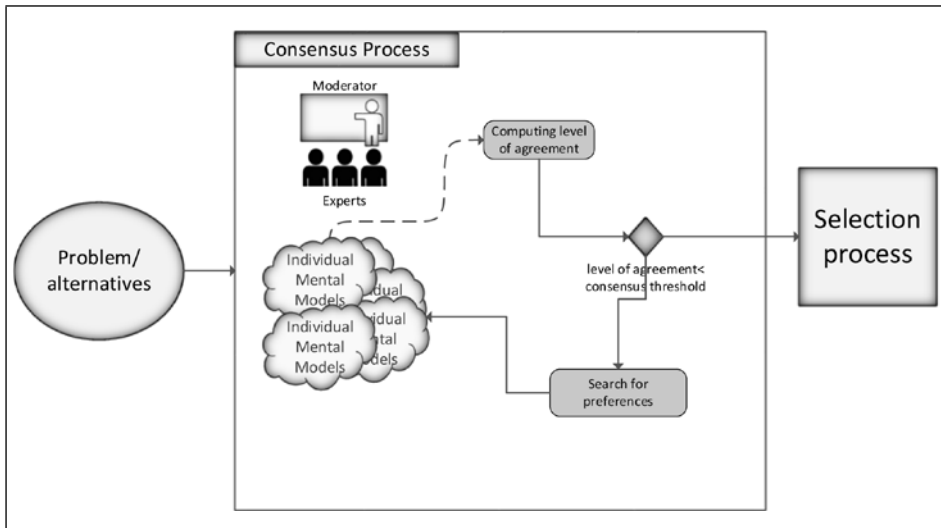 Consensus Process
Moderator
Computing level
of agreement
Experts
Problem/
alternatives
Individual
Mental
Models
Individual
Mental
Models
level of agreement<
consensus threshold
Selection
process
Search for
preferences